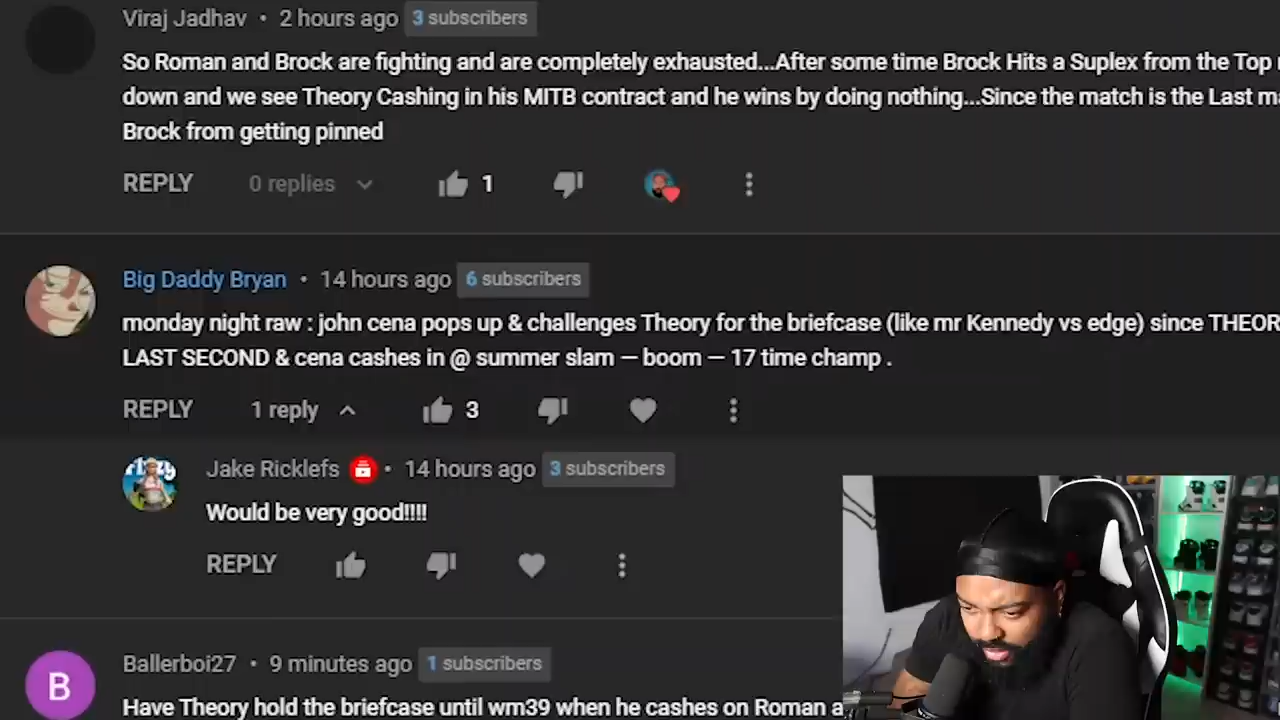 Viraj Jadhav • 2 hours ago 3 subscribers
So Roman and Brock are fighting and are completely exhausted...After some time Brock Hits a Suplex from the Top
down and we see Theory Cashing in his MITB contract and he wins by doing nothing...Since the match is the Last
Brock from getting pinned
REPLY 0 replies 1
Big Daddy Bryan • 14 hours ago 6 subscribers
monday night raw : john cena pops up & challenges Theory for the briefcase (like mr Kennedy vs edge) since THEOR
LAST SECOND & cena cashes in @ summer slam — boom — 17 time champ .
REPLY 1 reply 3
Jake Ricklefs • 14 hours ago 3 subscribers
Would be very good!!!!
REPLY
B
Ballerboi27 • 9 minutes ago 1 subscribers
Have Theory hold the briefcase until wm39 when he cashes on Roman a